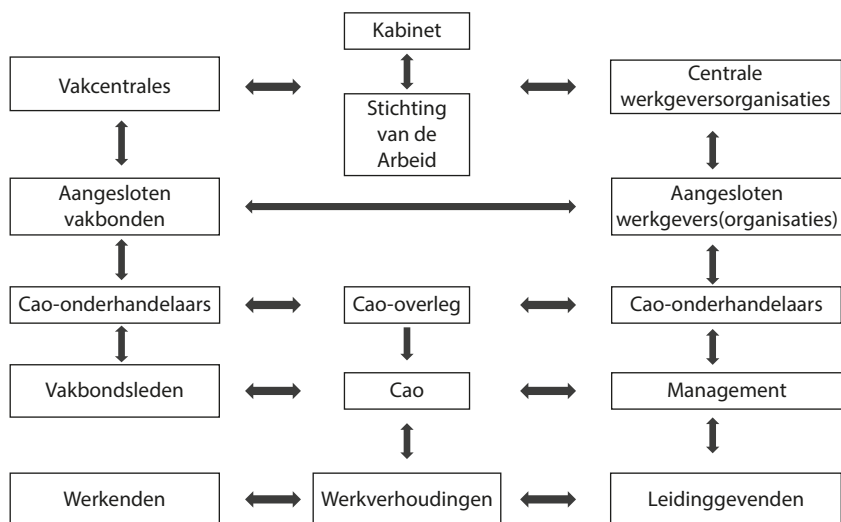 Kabinet
Vakcentrales
Centrale
werkgeversorganisaties
Stichting
van de
Arbeid
Aangesloten
vakbonden
Aangesloten
werkgevers(organisaties)
Cao-onderhandelaars
Cao-overleg
Cao-onderhandelaars
Vakbondsleden
Cao
Management
Werkenden
Werkverhoudingen
Leidinggevenden